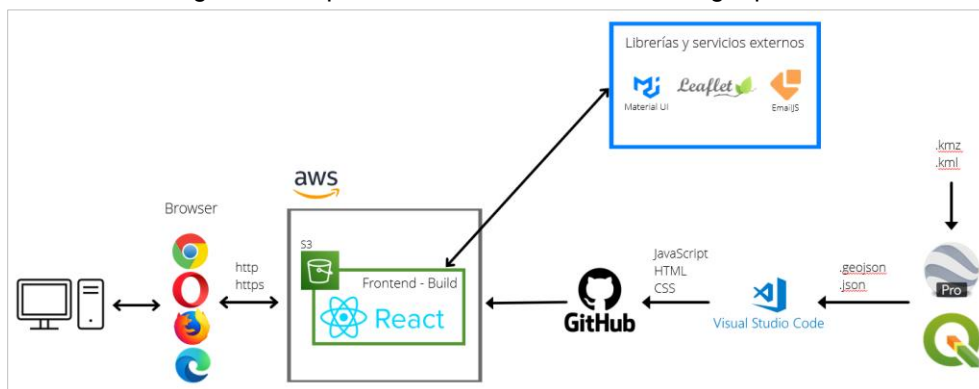 Librerías y servicios externos
Material UI
Leaflet
EmailJS
.kmz
.kml
aws
Browser
S3
http
https
Frontend - Build
React
JavaScript
HTML
CSS
.geojson
.json
GitHub
Visual Studio Code
Pro